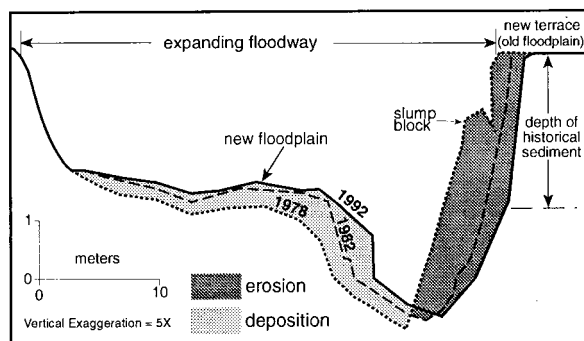 new terrace
(old floodplain)
expanding floodway
slump
block
depth of
historical
sediment
new floodplain
1992
1978
1982
1
0
meters
0
10
erosion
deposition
Vertical Exaggeration = 5X